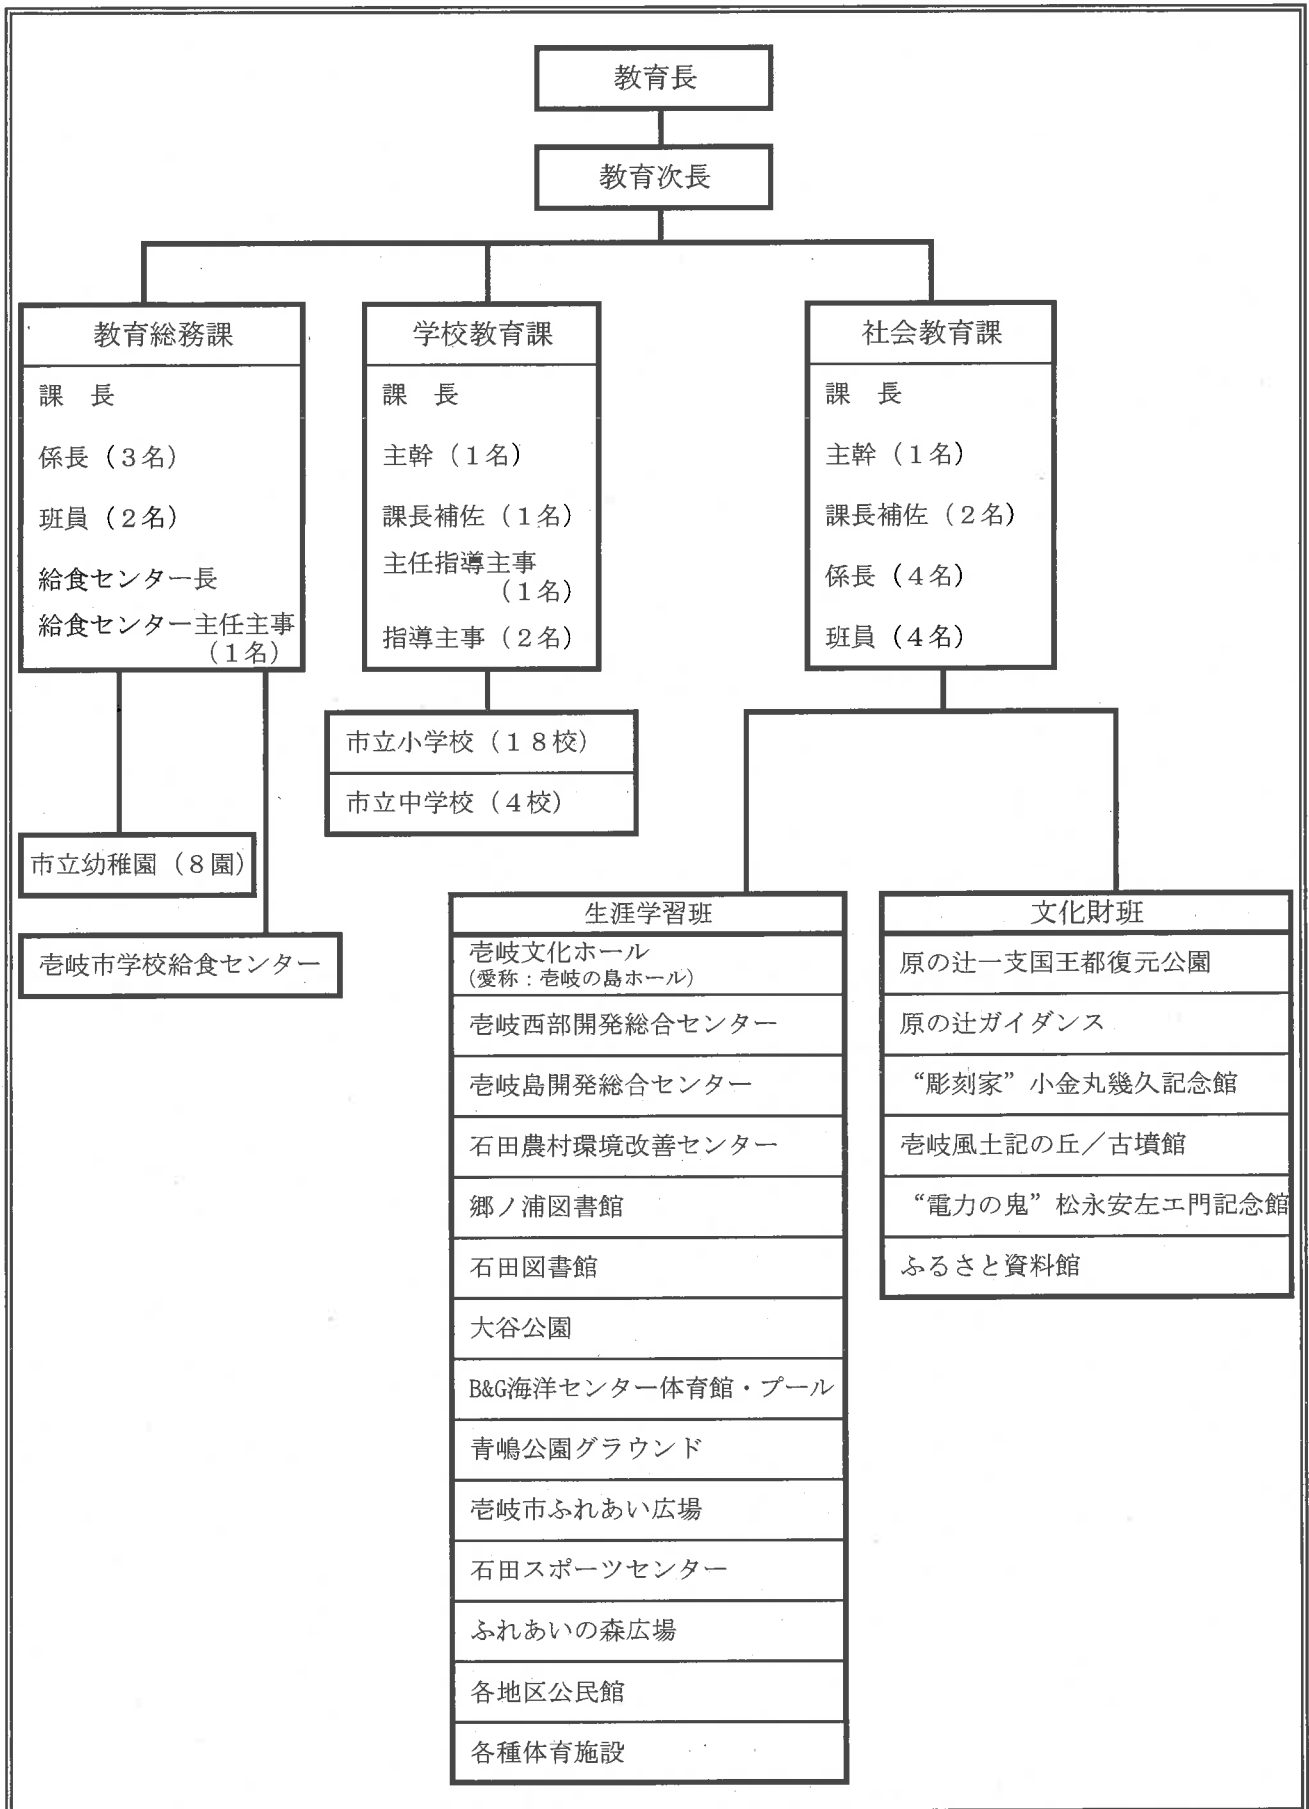 教育長
教育次長
教育総務課
課　長
係長（３名）
班員（２名）
給食センター長
給食センター主任主事
（１名）
学校教育課
課　長
主幹（１名）
課長補佐（１名）
主任指導主事
（１名）
指導主事（２名）
社会教育課
課　長
主幹（１名）
課長補佐（２名）
係長（４名）
班員（４名）
市立小学校（１８校）
市立中学校（４校）
市立幼稚園（８園）
壱岐市学校給食センター
生涯学習班
壱岐文化ホール
（愛称：壱岐の島ホール）
壱岐西部開発総合センター
壱岐島開発総合センター
石田農村環境改善センター
郷ノ浦図書館
石田図書館
大谷公園
B&G海洋センター体育館・プール
青嶋公園グラウンド
壱岐市ふれあい広場
石田スポーツセンター
ふれあいの森広場
各地区公民館
各種体育施設
文化財班
原の辻一支国王都復元公園
原の辻ガイダンス
“彫刻家”小金丸幾久記念館
壱岐風土記の丘／古墳館
“電力の鬼”松永安左エ門記念館
ふるさと資料館